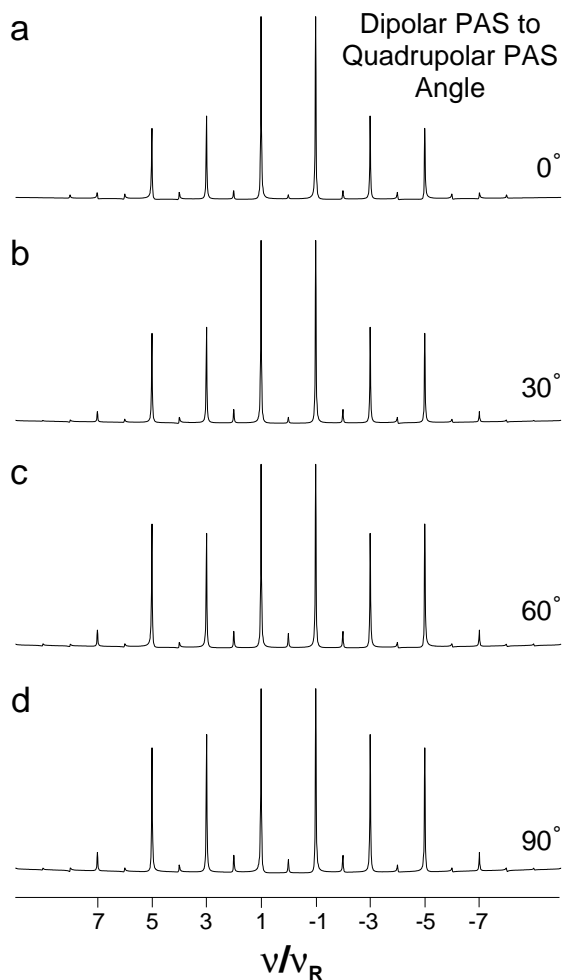 a
Dipolar PAS to
Quadrupolar PAS
Angle
0°
b
30°
c
60°
d
90°
7 5 3 1 -1 -3 -5 -7
ν/νR